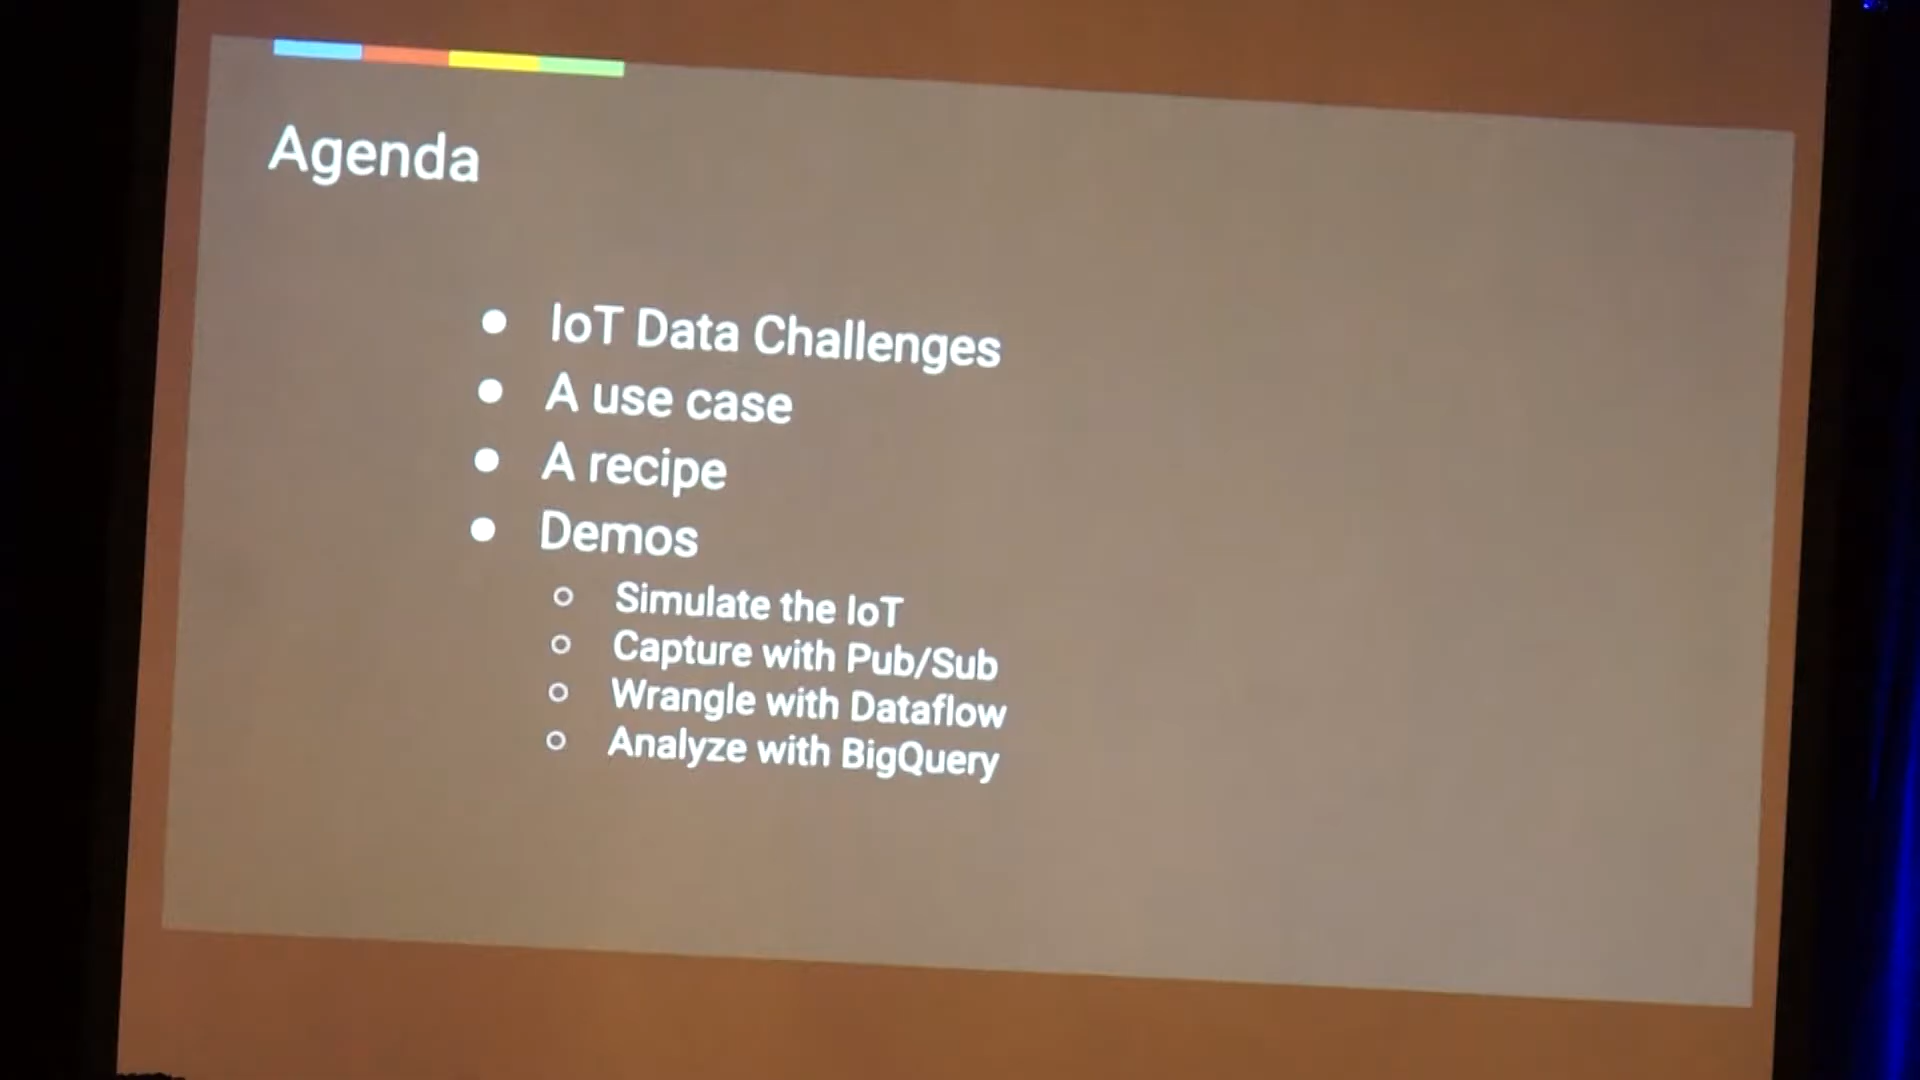 Agenda
● IoT Data Challenges
● A use case
● A recipe
● Demos
○ Simulate the IoT
○ Capture with Pub/Sub
○ Wrangle with Dataflow
○ Analyze with BigQuery